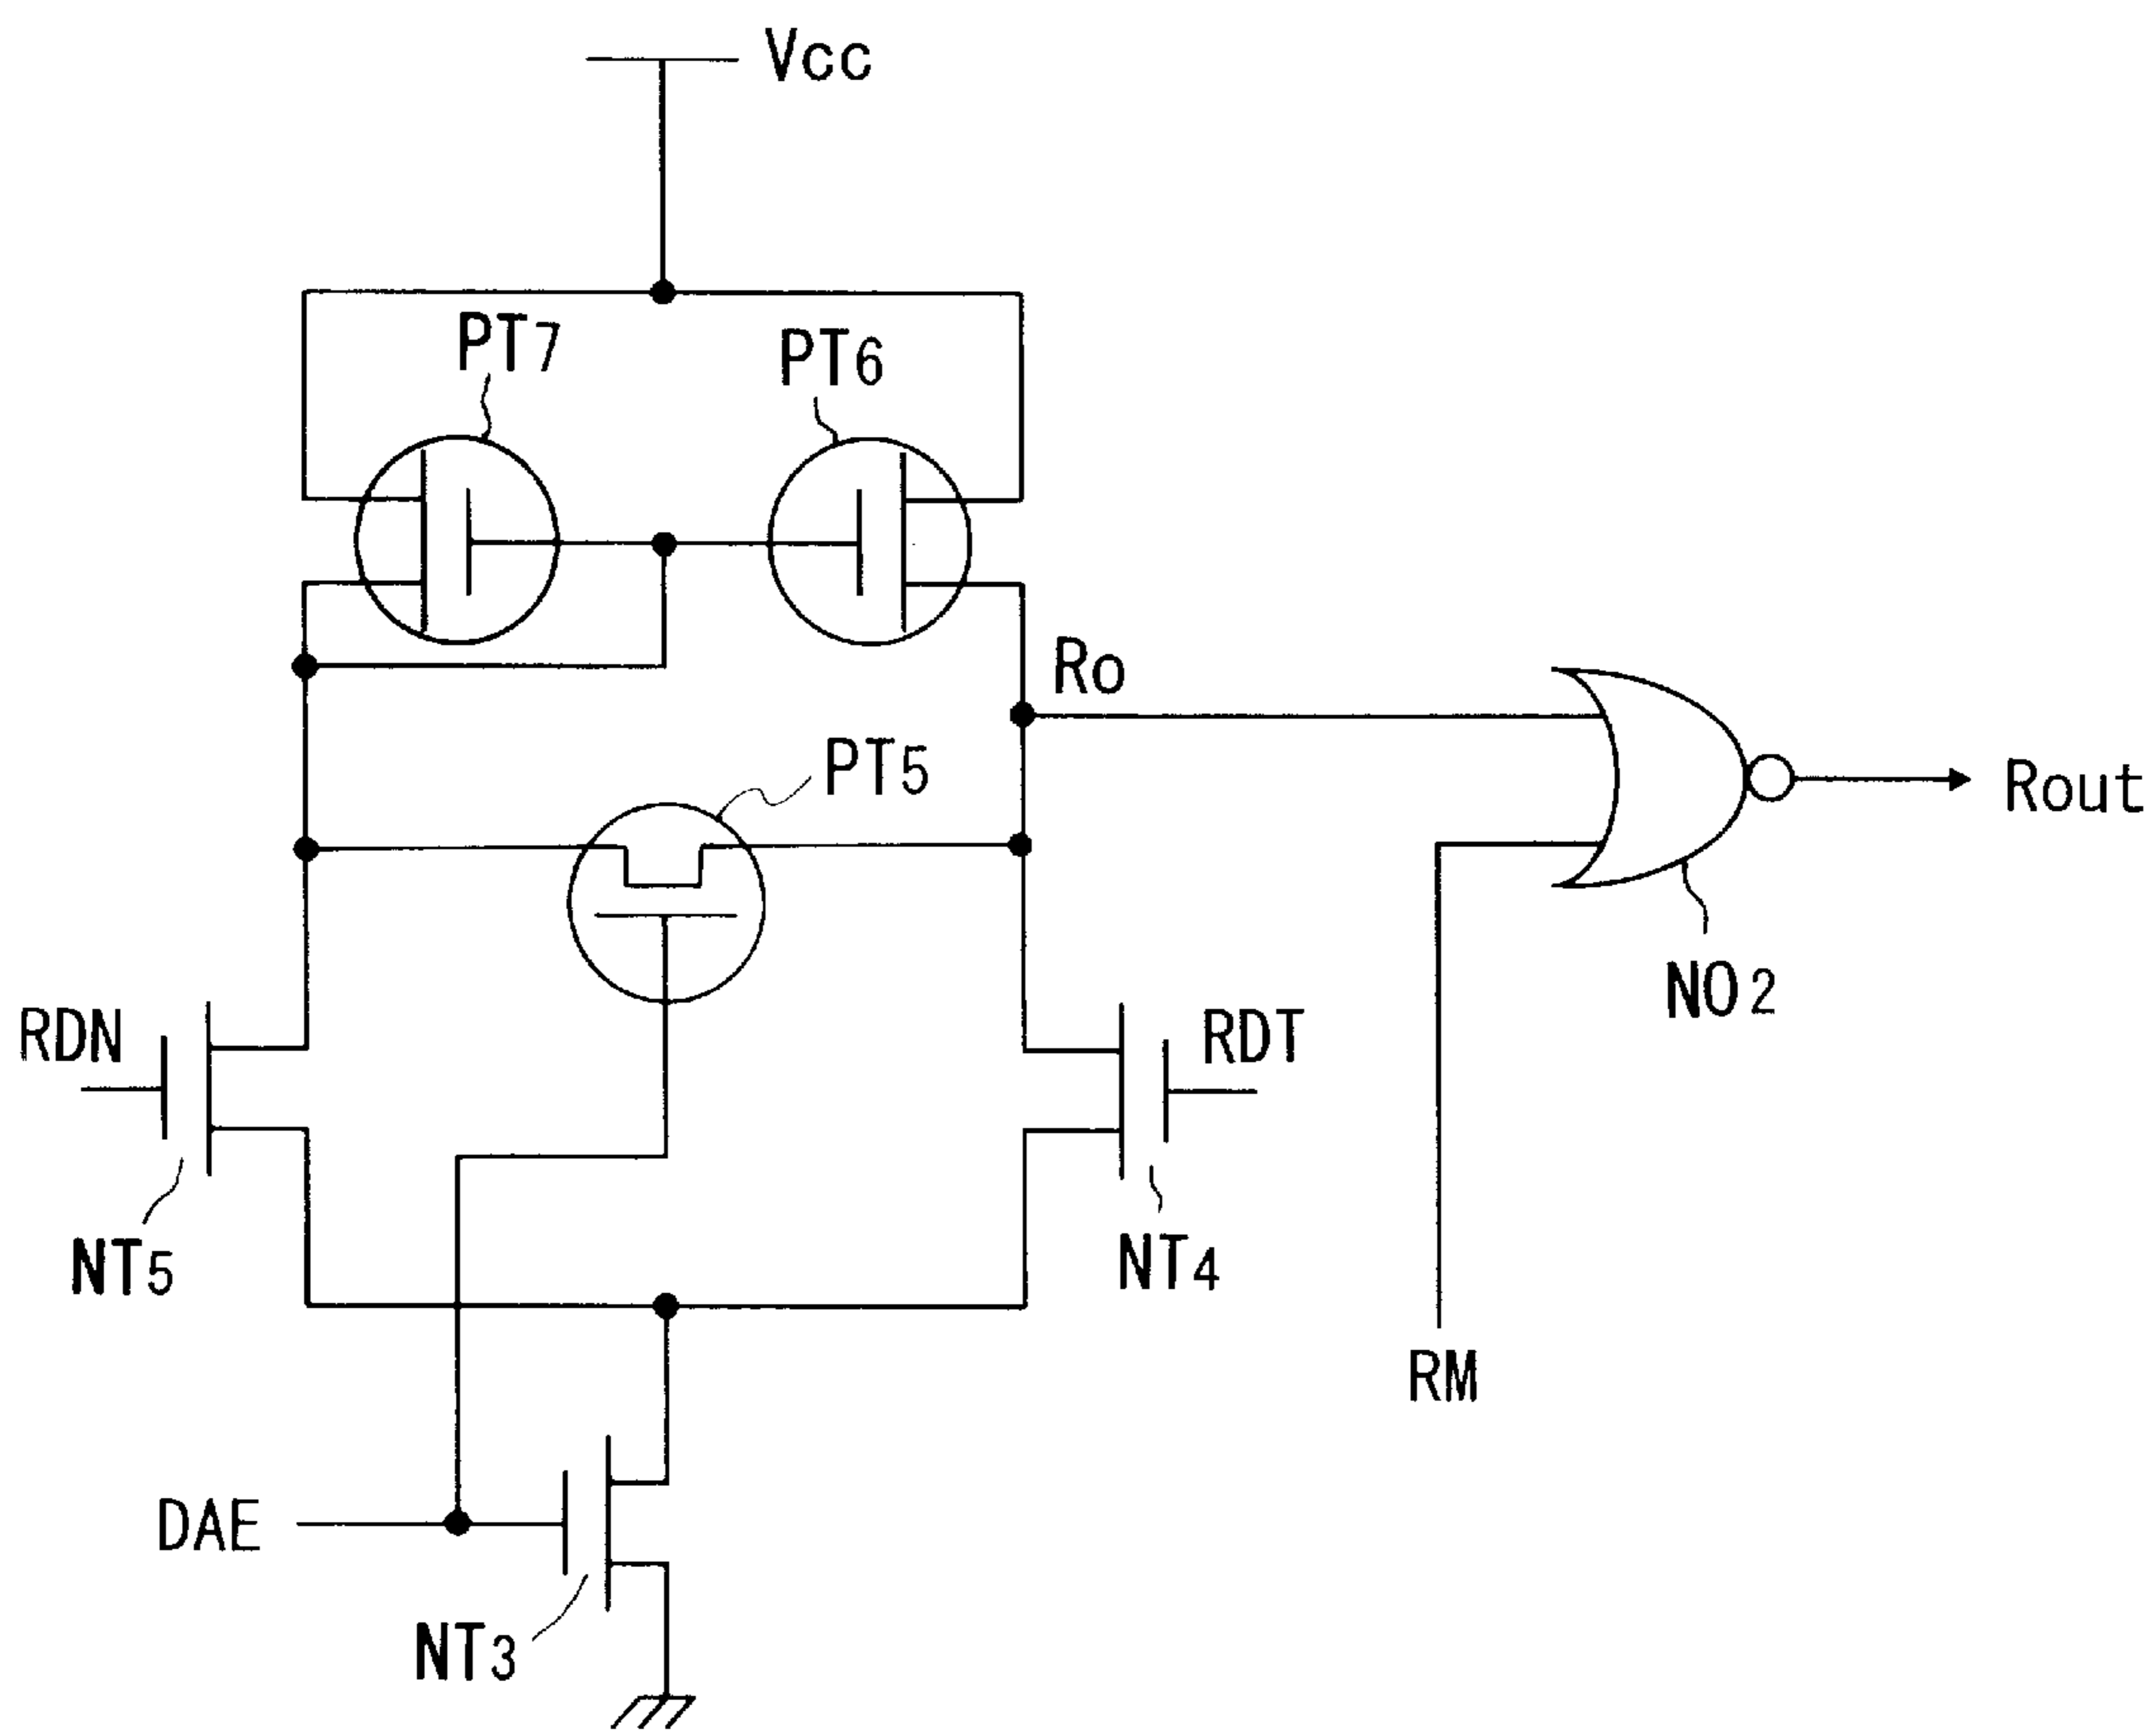 Vcc
PT7
PT6
Ro
PT5
Rout
NO2
RDN
RDT
NT5
NT4
RM
DAE
NT3